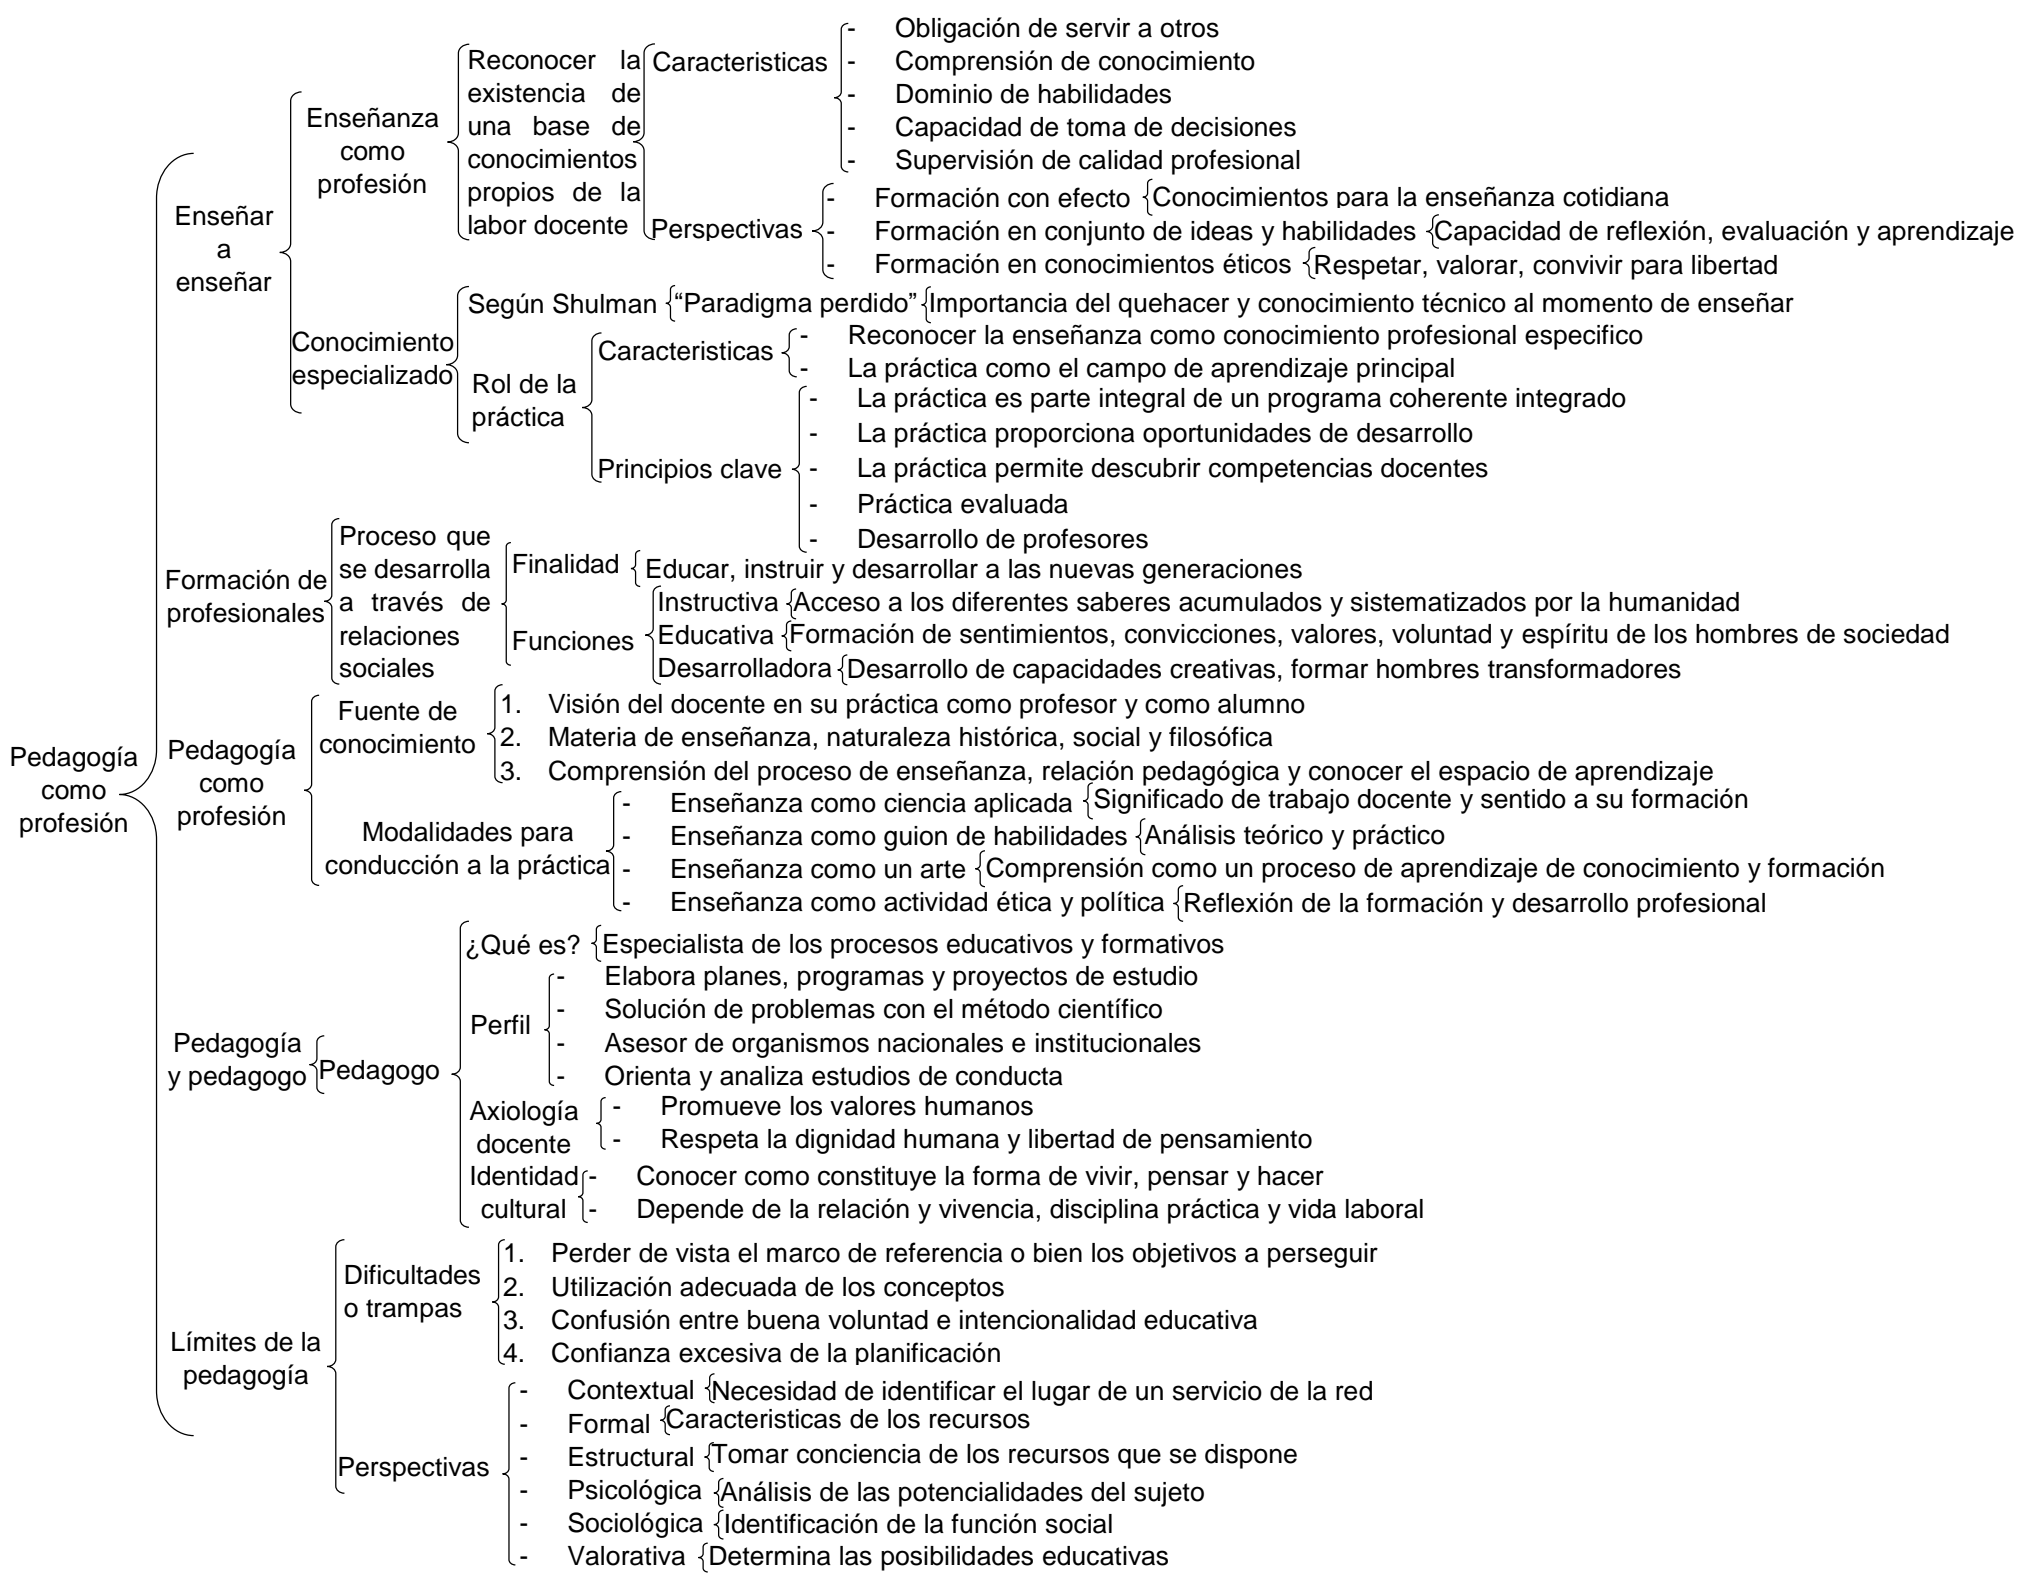 Pedagogía
como
profesión
Enseñar
a
enseñar
Enseñanza
como
profesión
Reconocer la
existencia de
una base de
conocimientos
propios de la
labor docente
Caracteristicas
- Obligación de servir a otros
- Comprensión de conocimiento
- Dominio de habilidades
- Capacidad de toma de decisiones
- Supervisión de calidad profesional
Perspectivas
- Formación con efecto Conocimientos para la enseñanza cotidiana
- Formación en conjunto de ideas y habilidades Capacidad de reflexión, evaluación y aprendizaje
- Formación en conocimientos éticos Respetar, valorar, convivir para libertad
Conocimiento
especializado
Según Shulman “Paradigma perdido” Importancia del quehacer y conocimiento técnico al momento de enseñar
Rol de la
práctica
Caracteristicas
- Reconocer la enseñanza como conocimiento profesional especifico
- La práctica como el campo de aprendizaje principal
Principios clave
- La práctica es parte integral de un programa coherente integrado
- La práctica proporciona oportunidades de desarrollo
- La práctica permite descubrir competencias docentes
- Práctica evaluada
- Desarrollo de profesores
Formación de
profesionales
Proceso que
se desarrolla
a través de
relaciones
sociales
Finalidad Educar, instruir y desarrollar a las nuevas generaciones
Funciones
Instructiva Acceso a los diferentes saberes acumulados y sistematizados por la humanidad
Educativa Formación de sentimientos, convicciones, valores, voluntad y espíritu de los hombres de sociedad
Desarrolladora Desarrollo de capacidades creativas, formar hombres transformadores
Pedagogía
como
profesión
Fuente de
conocimiento
1. Visión del docente en su práctica como profesor y como alumno
2. Materia de enseñanza, naturaleza histórica, social y filosófica
3. Comprensión del proceso de enseñanza, relación pedagógica y conocer el espacio de aprendizaje
Modalidades para
conducción a la práctica
- Enseñanza como ciencia aplicada Significado de trabajo docente y sentido a su formación
- Enseñanza como guion de habilidades Análisis teórico y práctico
- Enseñanza como un arte Comprensión como un proceso de aprendizaje de conocimiento y formación
- Enseñanza como actividad ética y política Reflexión de la formación y desarrollo profesional
Pedagogía
y pedagogo
Pedagogo
¿Qué es? Especialista de los procesos educativos y formativos
Perfil
- Elabora planes, programas y proyectos de estudio
- Solución de problemas con el método científico
- Asesor de organismos nacionales e institucionales
- Orienta y analiza estudios de conducta
Axiología
docente
- Promueve los valores humanos
- Respeta la dignidad humana y libertad de pensamiento
Identidad
cultural
- Conocer como constituye la forma de vivir, pensar y hacer
- Depende de la relación y vivencia, disciplina práctica y vida laboral
Límites de la
pedagogía
Dificultades
o trampas
1. Perder de vista el marco de referencia o bien los objetivos a perseguir
2. Utilización adecuada de los conceptos
3. Confusión entre buena voluntad e intencionalidad educativa
4. Confianza excesiva de la planificación
Perspectivas
- Contextual Necesidad de identificar el lugar de un servicio de la red
- Formal Caracteristicas de los recursos
- Estructural Tomar conciencia de los recursos que se dispone
- Psicológica Análisis de las potencialidades del sujeto
- Sociológica Identificación de la función social
- Valorativa Determina las posibilidades educativas